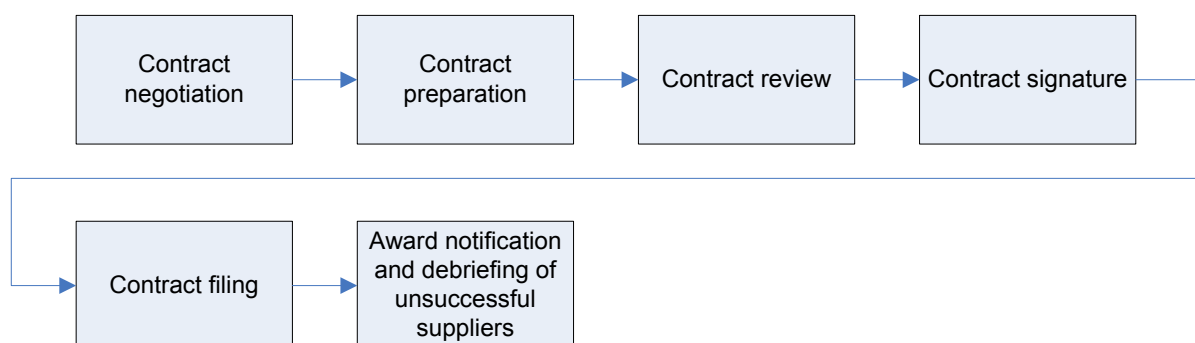 Contract
negotiation
Contract
preparation
Contract review
Contract signature
Contract filing
Award notification
and debriefing of
unsuccessful
suppliers